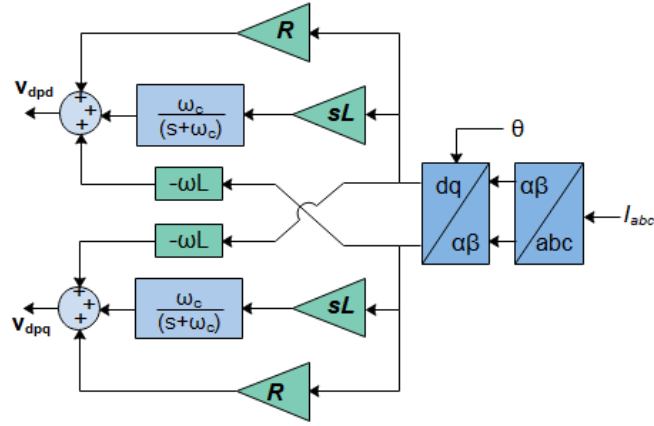 R
v_dpd
+
+
+
ω_c
(s+ω_c)
sL
θ
-ωL
dq
αβ
αβ
abc
I_abc
-ωL
+
+
+
v_dpq
ω_c
(s+ω_c)
sL
R